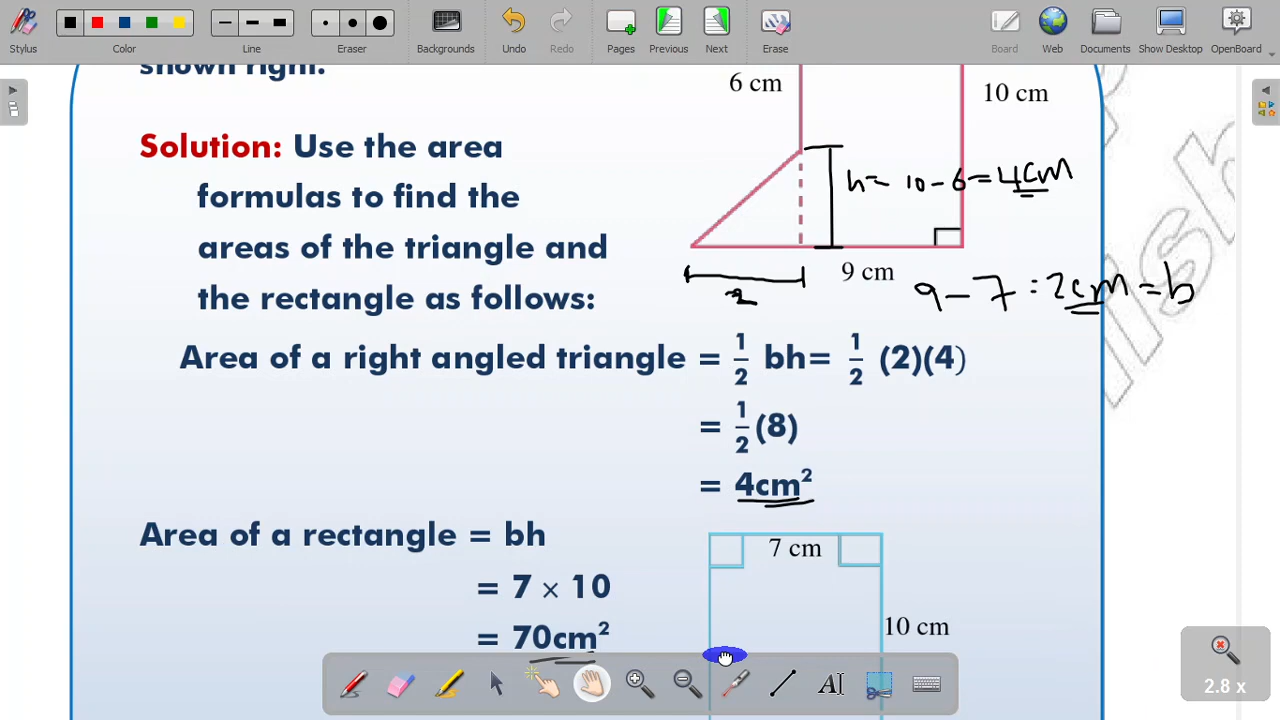 Stylus Color Line Eraser Backgrounds Undo Redo Pages Previous Next Erase Board Web Documents Show Desktop OpenBoard
shown right.
6 cm
10 cm
Solution: Use the area
h= 10-6=4cm
formulas to find the
areas of the triangle and
9 cm
2
9-7:2cm=b
the rectangle as follows:
Area of a right angled triangle = 1/2 bh= 1/2 (2)(4)
= 1/2(8)
= 4cm²
Area of a rectangle = bh
7 cm
= 7 × 10
10 cm
= 70cm²
2.8 x